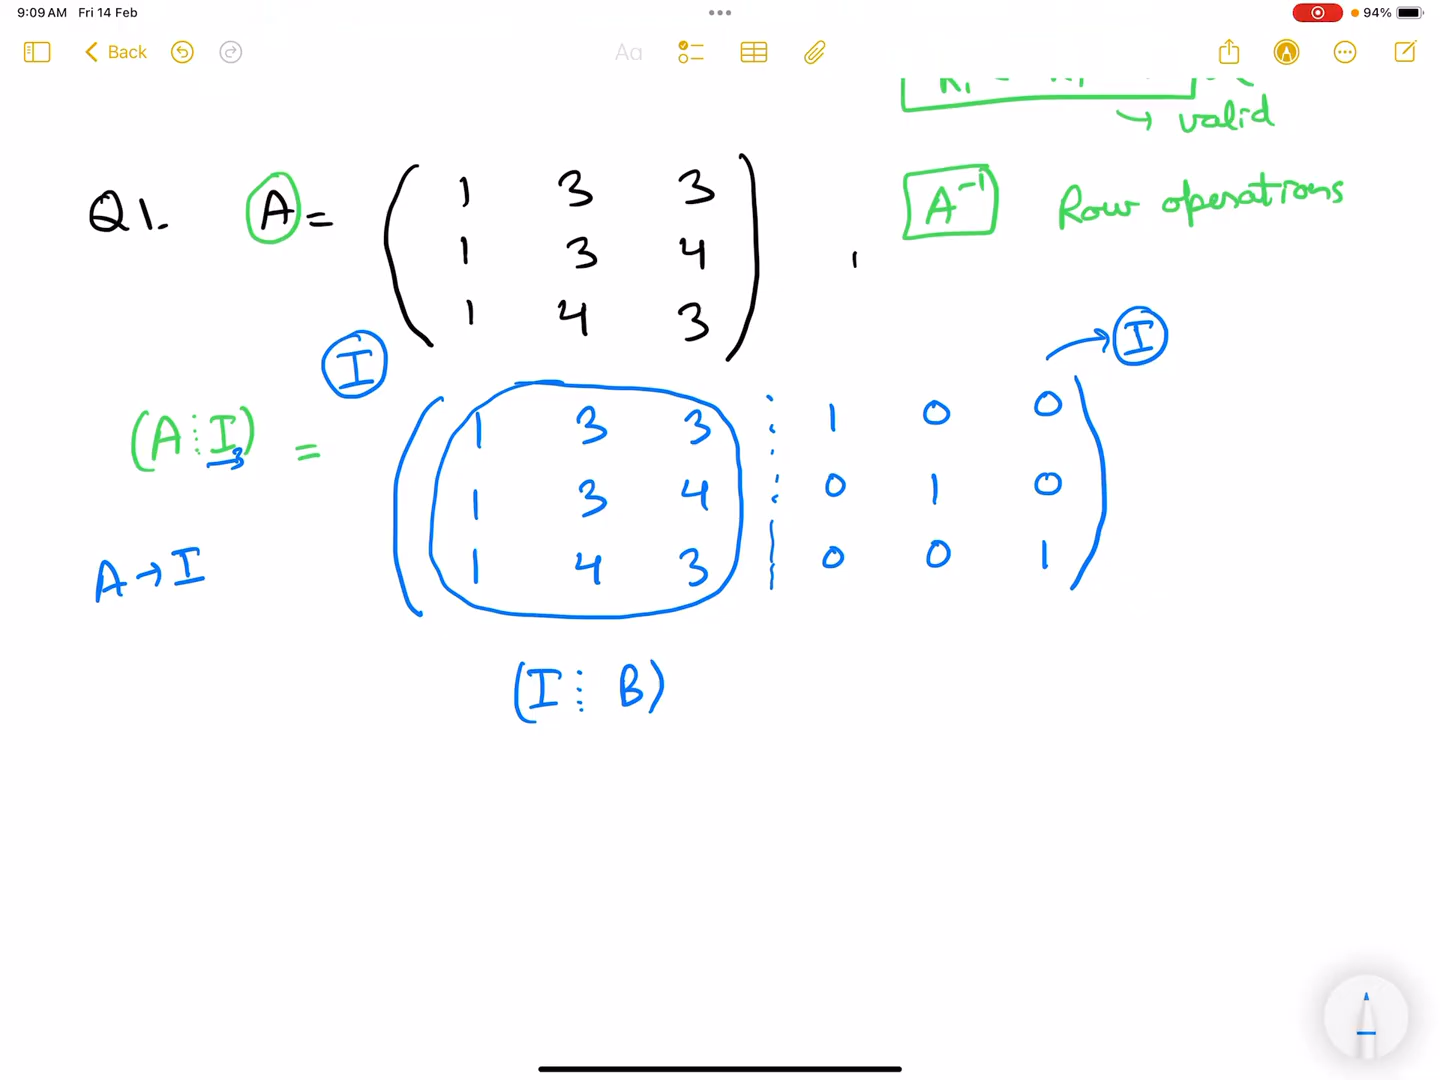 9:09 AM Fri 14 Feb
94%
Back
Aa
→ valid
Q1. A = ( 1 3 3
1 3 4
1 4 3 ) ,
A⁻¹ Row operations
I
→ I
(A ⋮ I) = ( 1 3 3 ⋮ 1 0 0
1 3 4 ⋮ 0 1 0
1 4 3 ⋮ 0 0 1 )
A → I
(I ⋮ B)